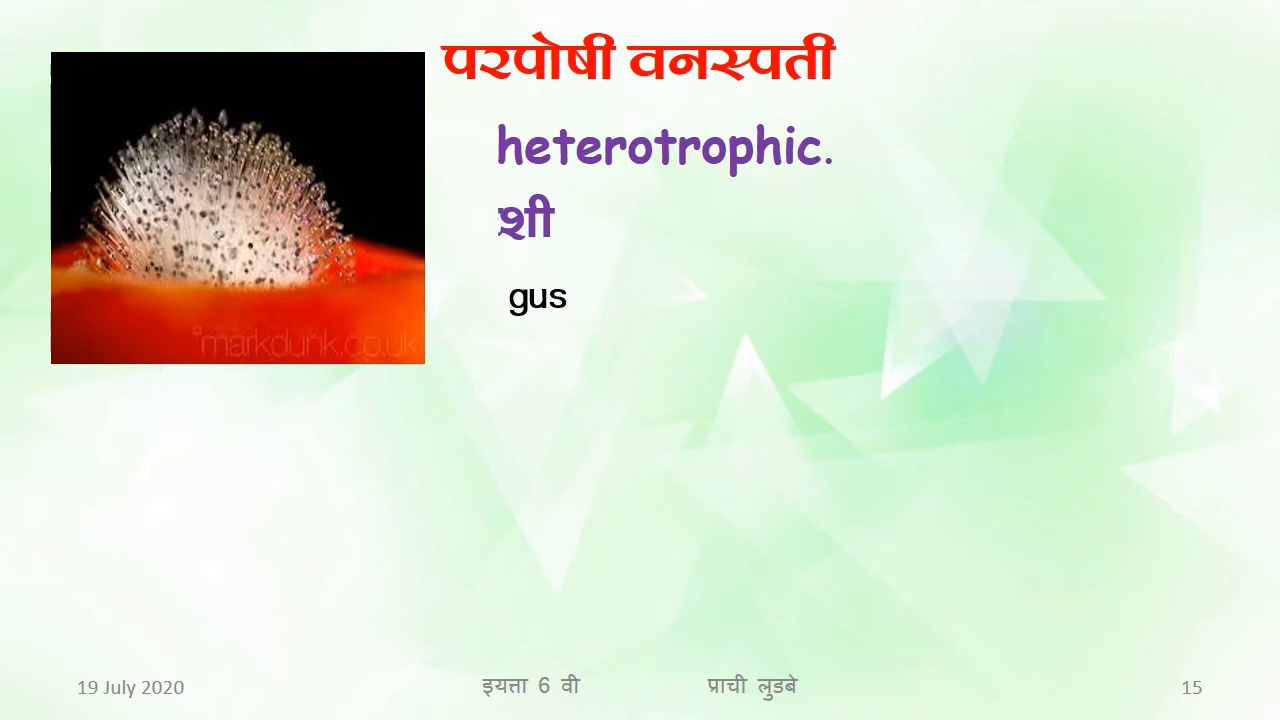 परपोषी वनस्पती
heterotrophic.
शी
gus
°markdunk.co.uk
19 July 2020
इयत्ता 6 वी
प्राची लुडबे
15